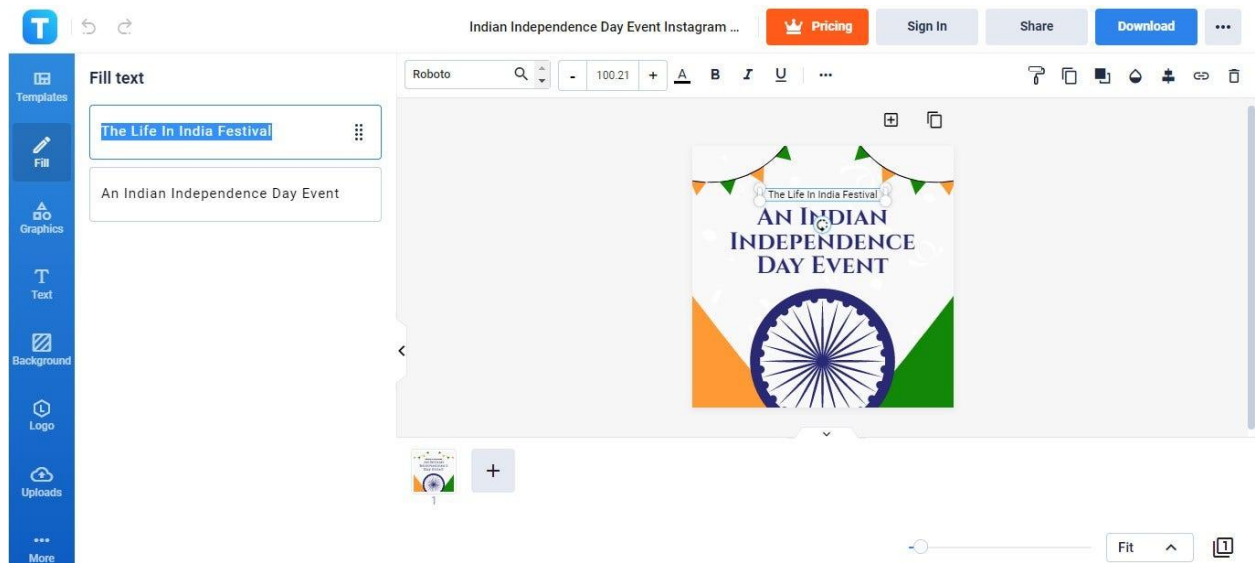 T
Indian Independence Day Event Instagram ...
Pricing
Sign In
Share
Download
Templates
Fill
Graphics
Text
Background
Logo
Uploads
More
Fill text
The Life In India Festival
An Indian Independence Day Event
Roboto
- 100.21 +
A B I U
The Life In India Festival
An Indian
Independence
Day Event
1
Fit
1